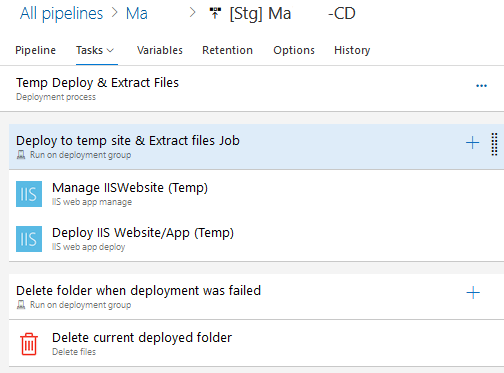 All pipelines > Ma > [Stg] Ma -CD
Pipeline Tasks Variables Retention Options History
Temp Deploy & Extract Files
Deployment process
Deploy to temp site & Extract files Job
Run on deployment group
IIS
Manage IISWebsite (Temp)
IIS web app manage
IIS
Deploy IIS Website/App (Temp)
IIS web app deploy
Delete folder when deployment was failed
Run on deployment group
Delete current deployed folder
Delete files